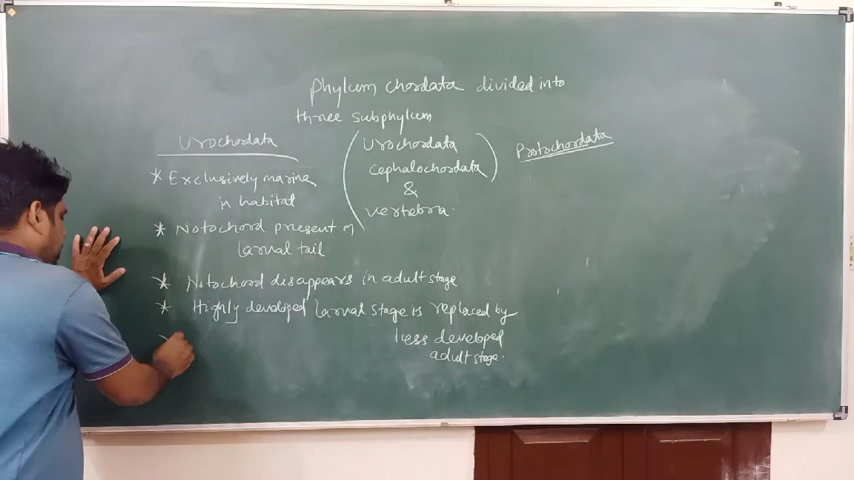 Phylum chordata divided into
three subphylum
Urochordata
(Urochordata
cephalochordata)
&
vertebra.
Protochordata
* Exclusively marine
in habital
* Notochord present in
larval tail.
* Notochord disappears in adult stage
* Highly developed larval stage is replaced by
less developed
adult stage.